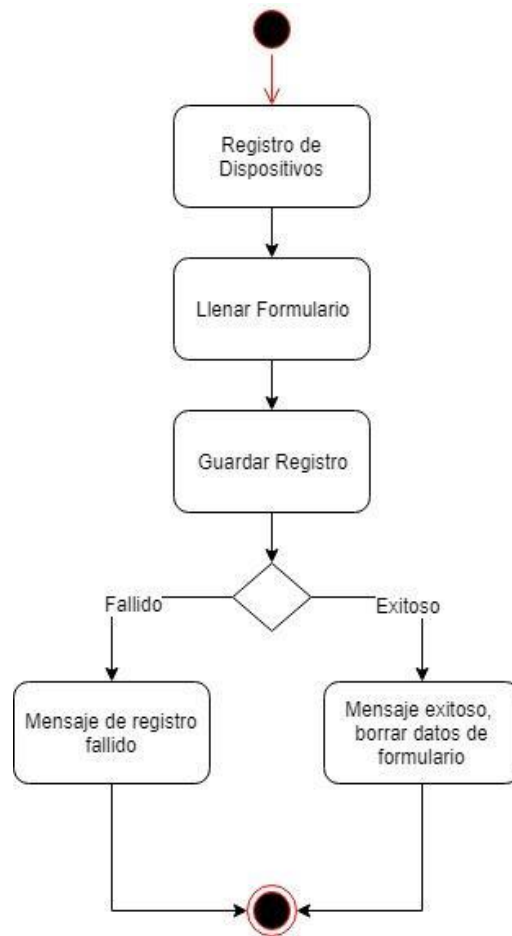 Registro de
Dispositivos
Llenar Formulario
Guardar Registro
Fallido
Exitoso
Mensaje de registro
fallido
Mensaje exitoso,
borrar datos de
formulario